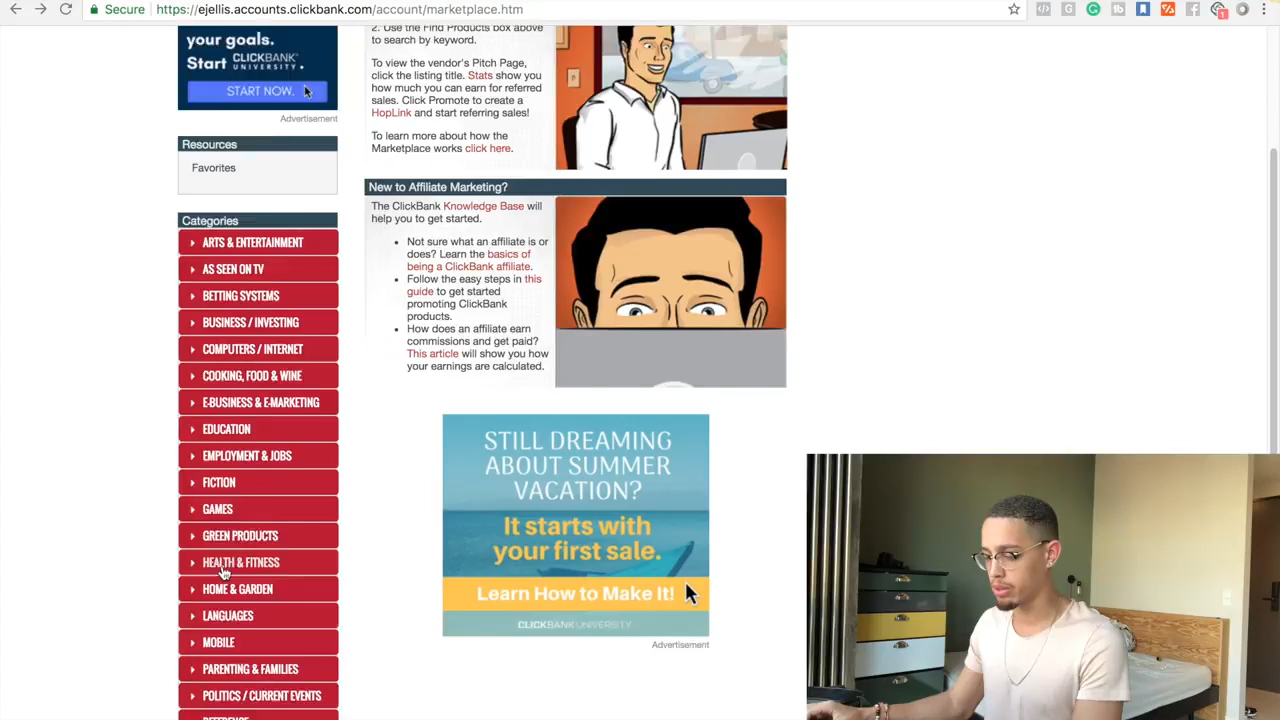 Secure
https://ejellis.accounts.clickbank.com/account/marketplace.htm
your goals.
Start CLICKBANK UNIVERSITY.
START NOW.
Advertisement
Resources
Favorites
Categories
ARTS & ENTERTAINMENT
AS SEEN ON TV
BETTING SYSTEMS
BUSINESS / INVESTING
COMPUTERS / INTERNET
COOKING, FOOD & WINE
E-BUSINESS & E-MARKETING
EDUCATION
EMPLOYMENT & JOBS
FICTION
GAMES
GREEN PRODUCTS
HEALTH & FITNESS
HOME & GARDEN
LANGUAGES
MOBILE
PARENTING & FAMILIES
POLITICS / CURRENT EVENTS
2. Use the Find Products box above
to search by keyword.
To view the vendor's Pitch Page,
click the listing title. Stats show you
how much you can earn for referred
sales. Click Promote to create a
HopLink and start referring sales!
To learn more about how the
Marketplace works click here.
New to Affiliate Marketing?
The ClickBank Knowledge Base will
help you to get started.
• Not sure what an affiliate is or
does? Learn the basics of
being a ClickBank affiliate.
• Follow the easy steps in this
guide to get started
promoting ClickBank
products.
• How does an affiliate earn
commissions and get paid?
This article will show you how
your earnings are calculated.
STILL DREAMING
ABOUT SUMMER
VACATION?
It starts with
your first sale.
Learn How to Make It!
CLICKBANK UNIVERSITY
Advertisement